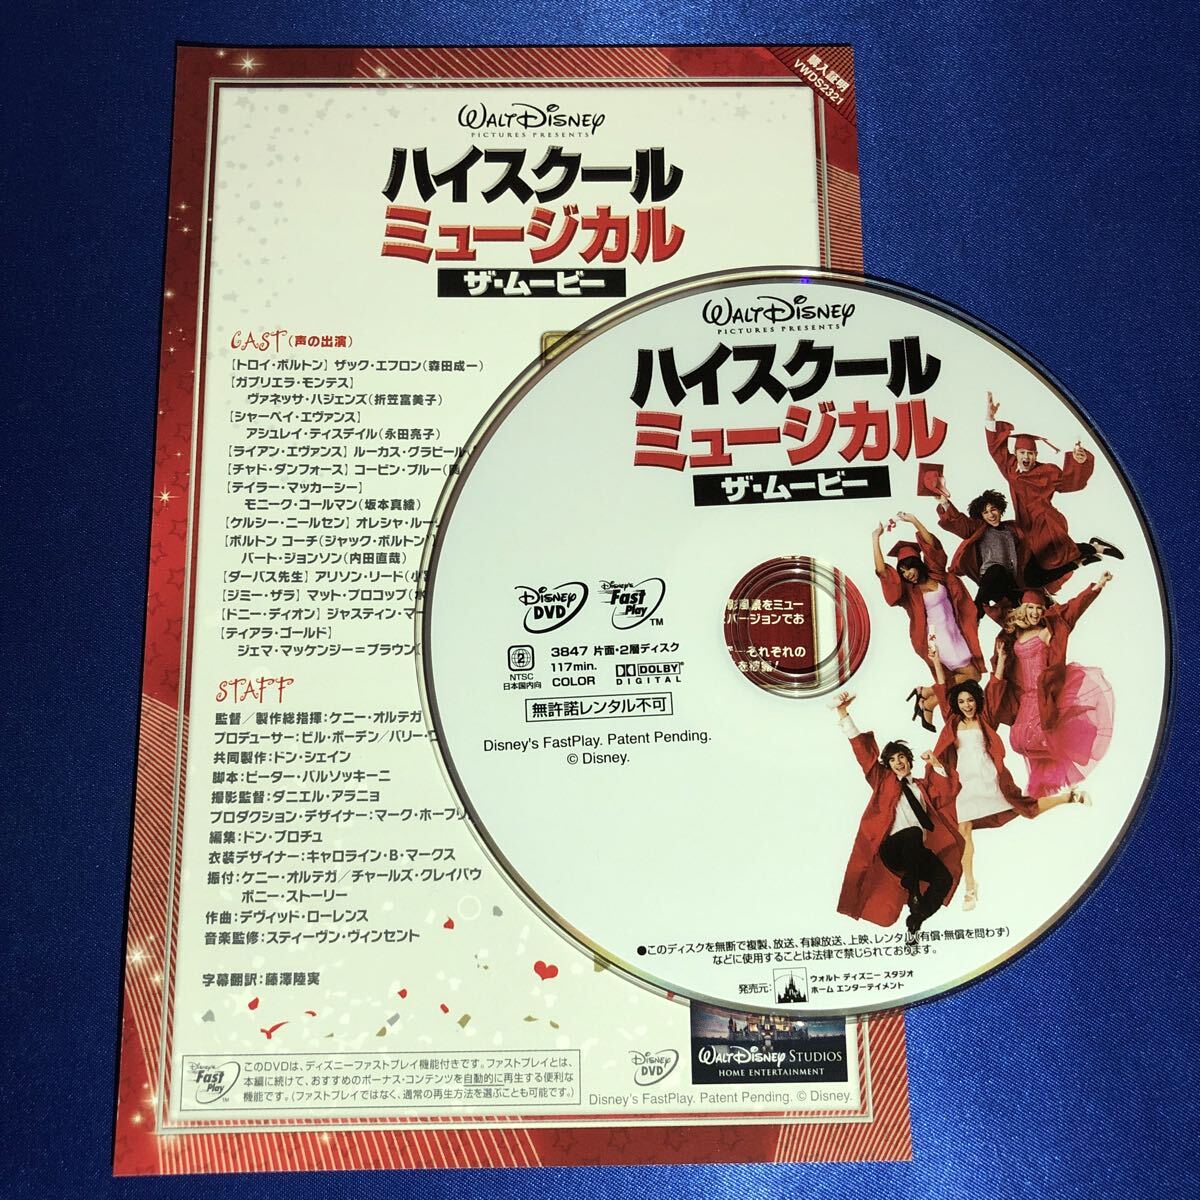 購入証明
VWDS2321
WALT DISNEY
PICTURES PRESENTS
ハイスクール
ミュージカル
ザ・ムービー
CAST(声の出演)
【トロイ・ボルトン】 ザック・エフロン(森田成一)
【ガブリエラ・モンテス】
ヴァネッサ・ハジェンズ(折笠富美子)
【シャーペイ・エヴァンス】
アシュレイ・ティスデイル(永田亮子)
【ライアン・エヴァンス】 ルーカス・グラビール
【チャド・ダンフォース】 コービン・ブルー(
【テイラー・マッカーシー】
モニーク・コールマン(坂本真綾)
【ケルシー・ニールセン】 オレシャ・ルーリ
【ボルトン コーチ(ジャック・ボルトン)
バート・ジョンソン(内田直哉)
【ダーバス先生】 アリソン・リード(小
【ジミー・ザラ】 マット・プロコップ(
【ドニー・ディオン】 ジャスティン・マー
【ティアラ・ゴールド】
ジェマ・マッケンジー=ブラウン(
STAFF
監督/製作総指揮:ケニー・オルテガ
プロデューサー:ビル・ボーデン/バリー・
共同製作:ドン・シェイン
脚本:ピーター・バルソッキーニ
撮影監督:ダニエル・アラニョ
プロダクション・デザイナー:マーク・ホーフリ
編集:ドン・ブロチュ
衣装デザイナー:キャロライン・B・マークス
振付:ケニー・オルテガ/チャールズ・クレイパウ
ボニー・ストーリー
作曲:デヴィッド・ローレンス
音楽監修:スティーヴン・ヴィンセント
字幕翻訳:藤澤睦実
Disney's Fast Play TM
このDVDは、ディズニーファストプレイ機能付きです。ファストプレイとは、
本編に続けて、おすすめのボーナス・コンテンツを自動的に再生する便利な
機能です。(ファストプレイではなく、通常の再生方法を選ぶことも可能です。)
DISNEY DVD
WALT DISNEY STUDIOS
HOME ENTERTAINMENT
Disney's FastPlay. Patent Pending. © Disney.
WALT DISNEY
PICTURES PRESENTS
ハイスクール
ミュージカル
ザ・ムービー
DISNEY DVD
Disney's Fast Play TM
2
NTSC
日本国内向
3847 片面・2層ディスク
117min.
COLOR
DOLBY
DIGITAL
無許諾レンタル不可
Disney's FastPlay. Patent Pending.
© Disney.
影風景をミュー
バージョンでお
それぞれの
を披露!
●このディスクを無断で複製、放送、有線放送、上映、レンタル(有償・無償を問わず)
などに使用することは法律で禁じられております。
発売元:
ウォルト ディズニー スタジオ
ホーム エンターテイメント